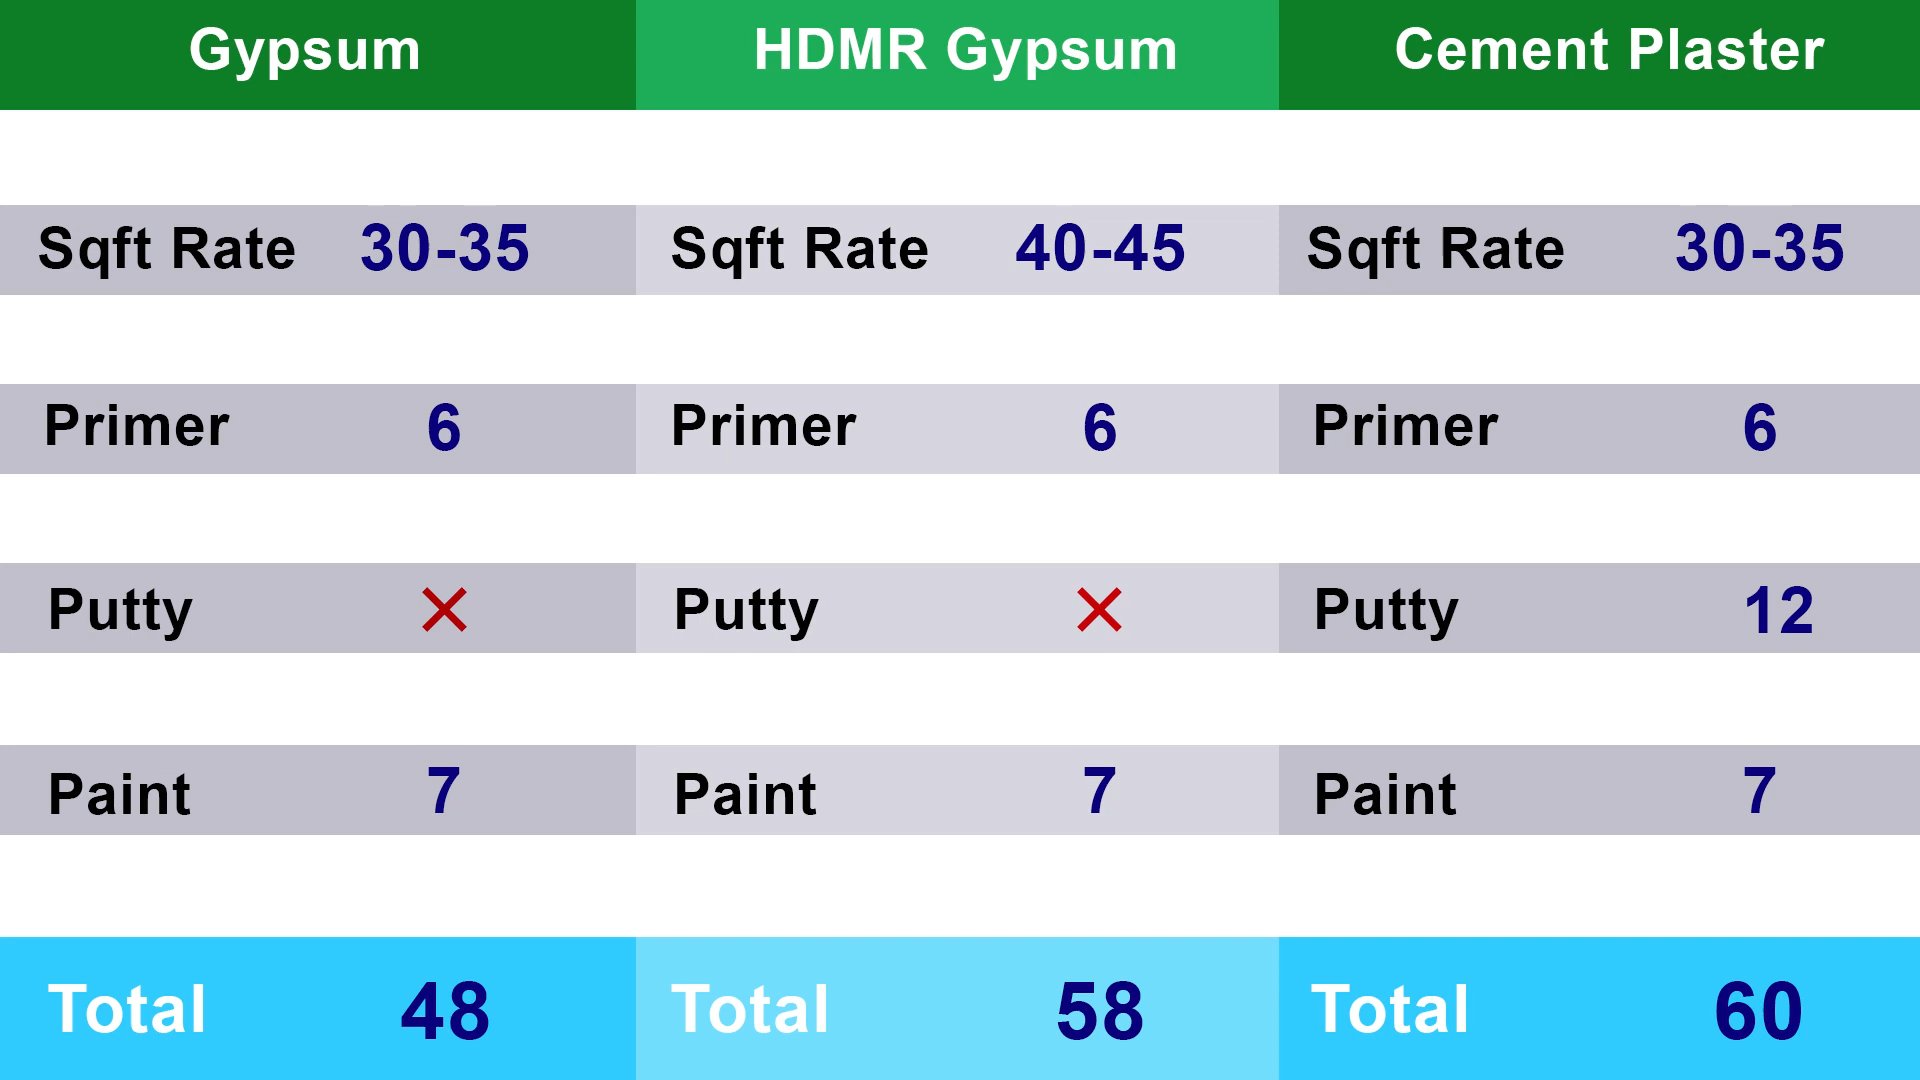 Gypsum HDMR Gypsum Cement Plaster
Sqft Rate 30-35 Sqft Rate 40-45 Sqft Rate 30-35
Primer 6 Primer 6 Primer 6
Putty ✕ Putty ✕ Putty 12
Paint 7 Paint 7 Paint 7
Total 48 Total 58 Total 60